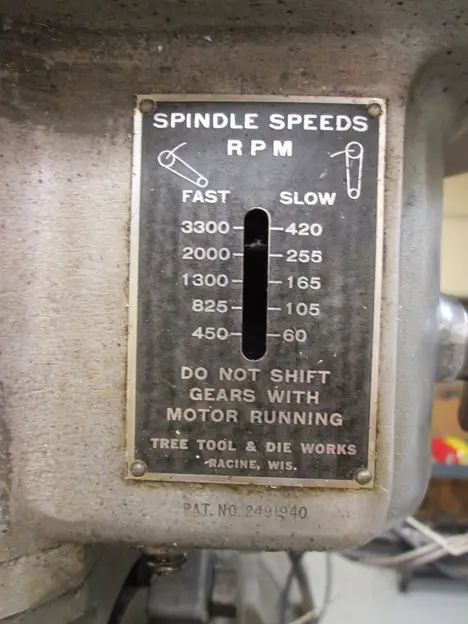 SPINDLE SPEEDS
RPM
FAST SLOW
3300 420
2000 255
1300 165
825 105
450 60
DO NOT SHIFT
GEARS WITH
MOTOR RUNNING
TREE TOOL & DIE WORKS
RACINE, WIS.
PAT. NO. 2491940